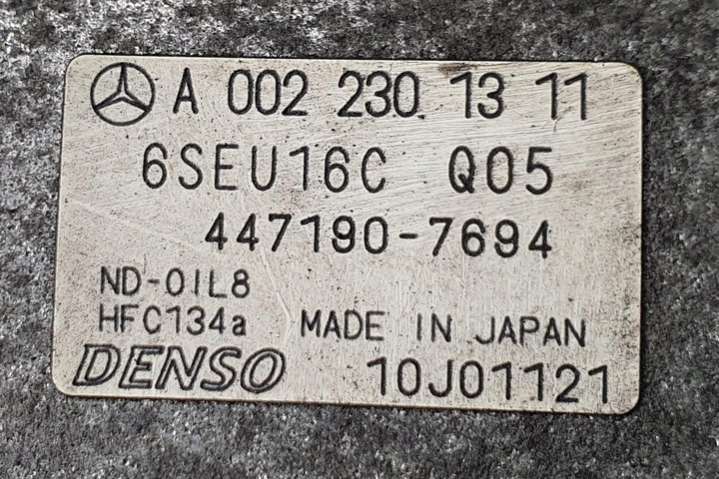 A 002 230 13 11
6SEU16C Q05
447190-7694
ND-OIL8
HFC134a MADE IN JAPAN
DENSO 10J01121